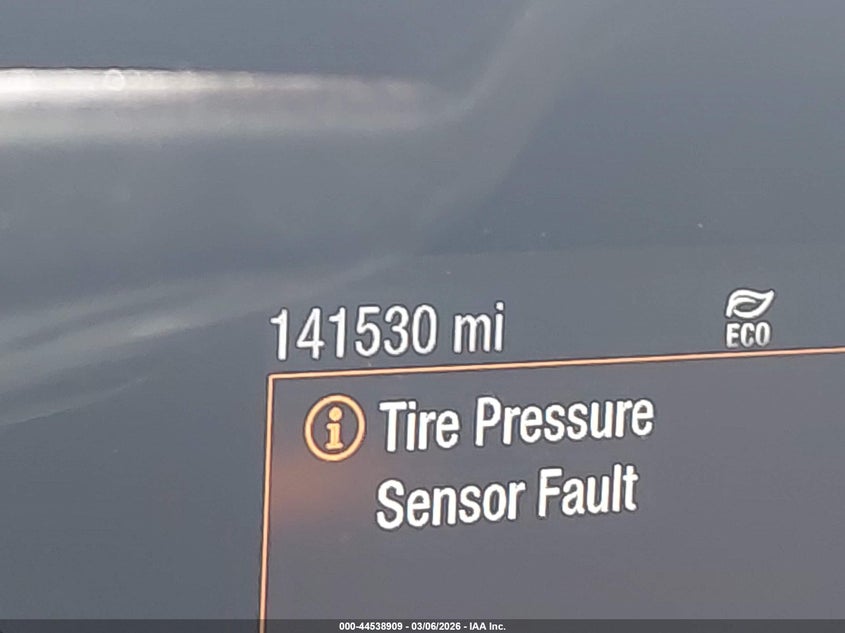 141530 mi
ECO
Tire Pressure
Sensor Fault
000-44538909 - 03/06/2026 - IAA Inc.